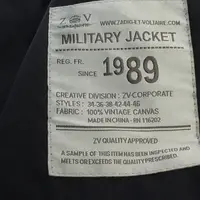 Z V WWW.ZADIG-ET-VOLTAIRE.COM
MILITARY JACKET
REG. FR.
SINCE 1989
CREATIVE DIVISION : ZV CORPORATE
STYLES : 34-36-38-42-44-46
FABRIC : 100% VINTAGE CANVAS
MADE IN CHINA - RN 116202
ZV QUALITY APPROVED
A SAMPLE OF THIS ITEM HAS BEEN INSPECTED AND
MEETS OR EXCEEDS THE QUALITY PRESCRIBED.